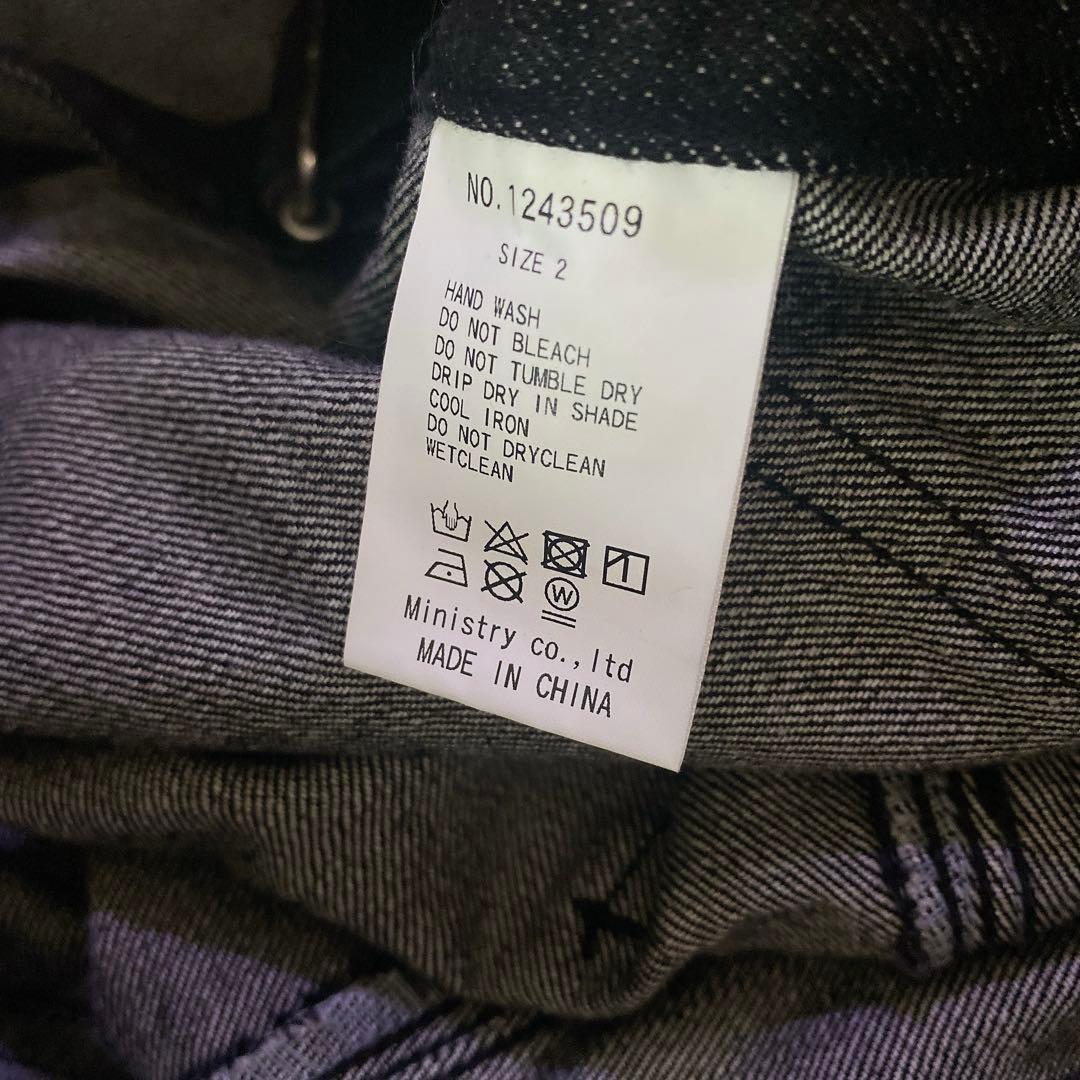 NO.1243509
SIZE 2
HAND WASH
DO NOT BLEACH
DO NOT TUMBLE DRY
DRIP DRY IN SHADE
COOL IRON
DO NOT DRYCLEAN
WETCLEAN
W
Ministry co.,ltd
MADE IN CHINA